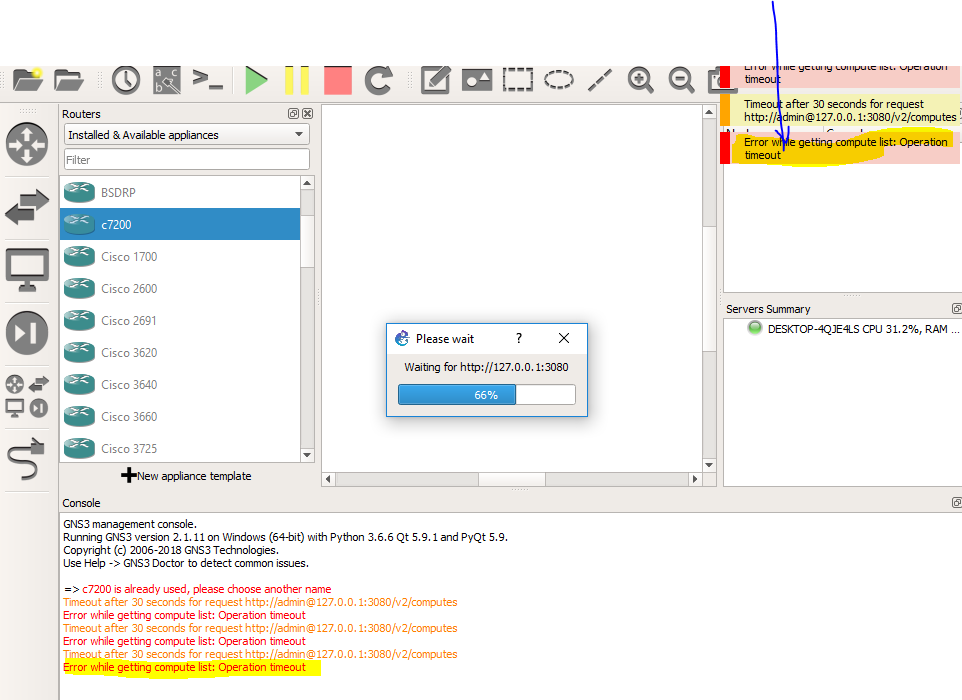 a c
b
Error while getting compute list: Operation
timeout
Timeout after 30 seconds for request
http://admin@127.0.0.1:3080/v2/computes
Error while getting compute list: Operation
timeout
Routers
Installed & Available appliances
Filter
BSDRP
c7200
Cisco 1700
Cisco 2600
Cisco 2691
Cisco 3620
Cisco 3640
Cisco 3660
Cisco 3725
New appliance template
Please wait
?
Waiting for http://127.0.0.1:3080
66%
Servers Summary
DESKTOP-4QJE4LS CPU 31.2%, RAM ...
Console
GNS3 management console.
Running GNS3 version 2.1.11 on Windows (64-bit) with Python 3.6.6 Qt 5.9.1 and PyQt 5.9.
Copyright (c) 2006-2018 GNS3 Technologies.
Use Help -> GNS3 Doctor to detect common issues.
=> c7200 is already used, please choose another name
Timeout after 30 seconds for request http://admin@127.0.0.1:3080/v2/computes
Error while getting compute list: Operation timeout
Timeout after 30 seconds for request http://admin@127.0.0.1:3080/v2/computes
Error while getting compute list: Operation timeout
Timeout after 30 seconds for request http://admin@127.0.0.1:3080/v2/computes
Error while getting compute list: Operation timeout